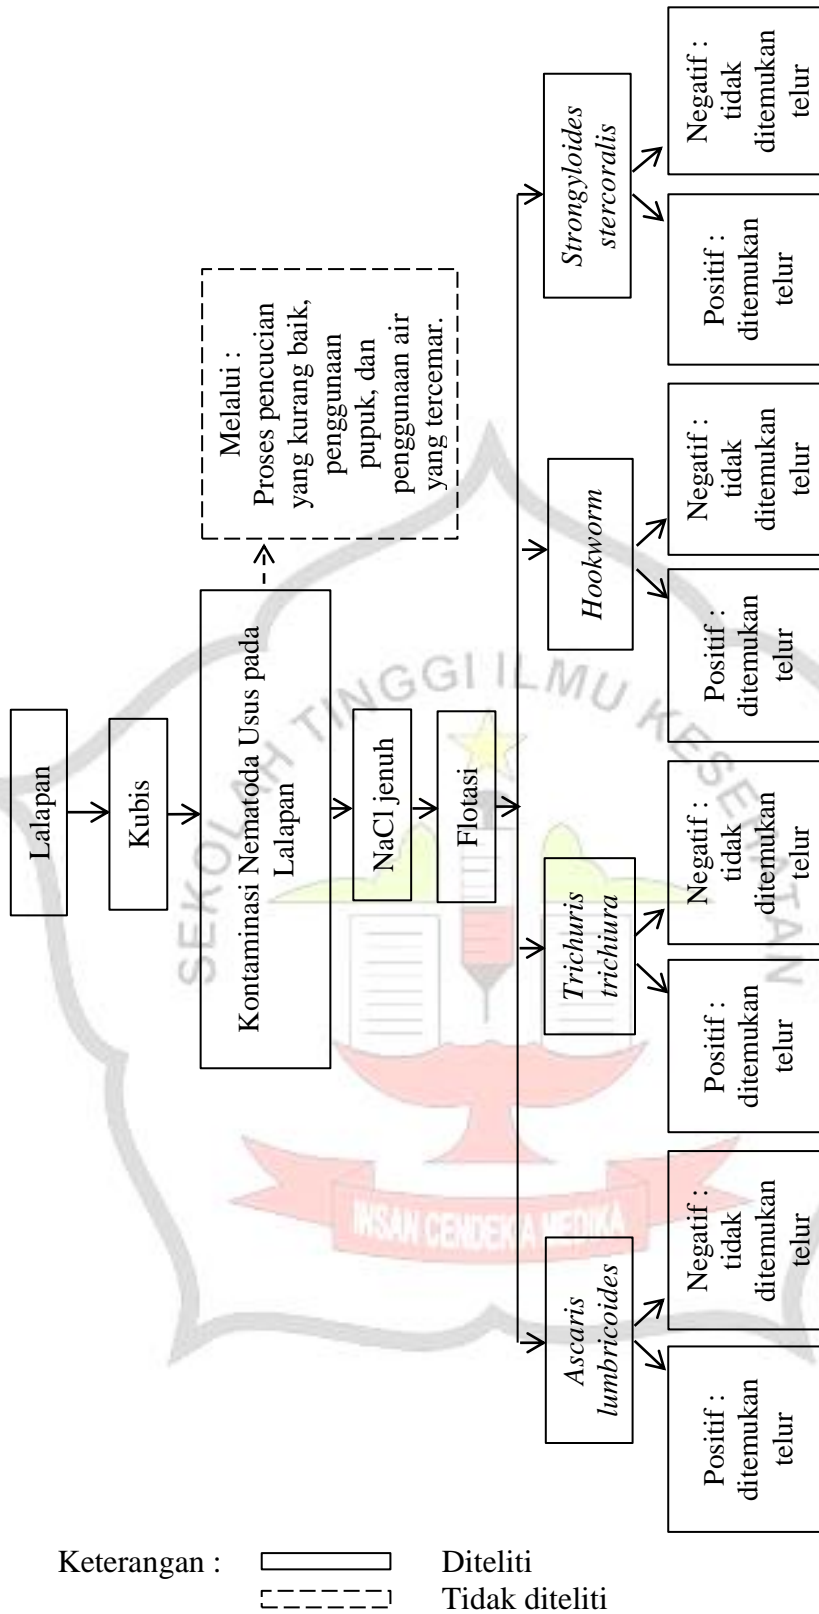 Lalapan
Kubis
Kontaminasi Nematoda Usus pada
Lalapan
Melalui :
Proses pencucian
yang kurang baik,
penggunaan
pupuk, dan
penggunaan air
yang tercemar.
NaCl jenuh
Flotasi
Ascaris
lumbricoides
Trichuris
trichiura
Hookworm
Strongyloides
stercoralis
Positif :
ditemukan
telur
Negatif :
tidak
ditemukan
telur
Positif :
ditemukan
telur
Negatif :
tidak
ditemukan
telur
Positif :
ditemukan
telur
Negatif :
tidak
ditemukan
telur
Positif :
ditemukan
telur
Negatif :
tidak
ditemukan
telur
SEKOLAH TINGGI ILMU KESEHATAN
INSAN CENDEKIA MEDIKA
Keterangan :
Diteliti
Tidak diteliti